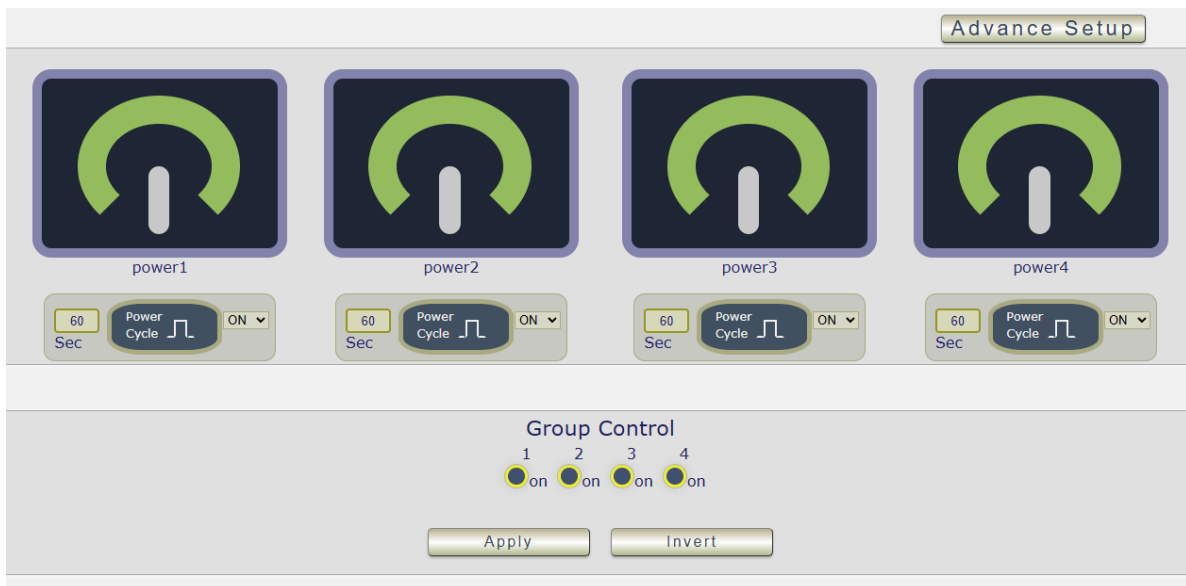 Advance Setup
power1 power2 power3 power4
60 Power ON 60 Power ON 60 Power ON 60 Power ON
Sec Cycle Sec Cycle Sec Cycle Sec Cycle
Group Control
1 2 3 4
on on on on
Apply Invert